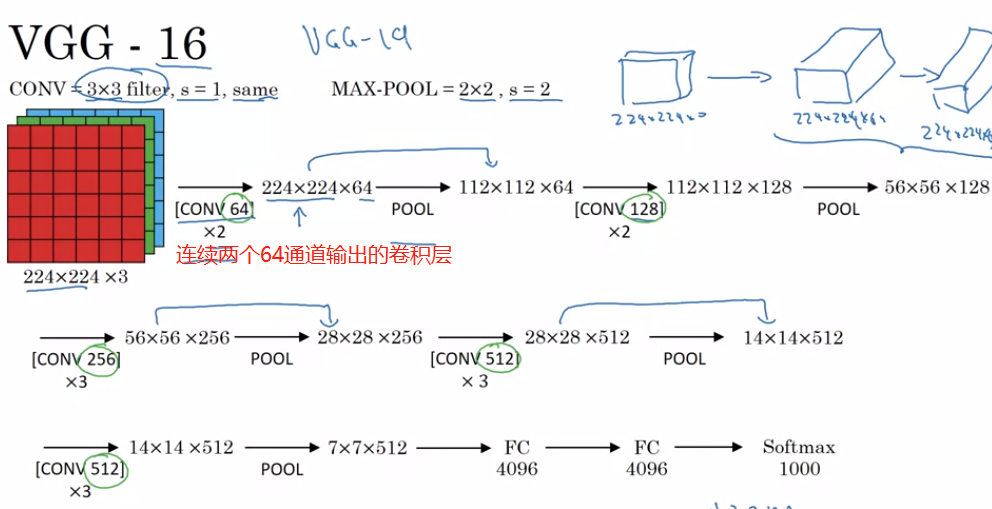 VGG - 16
VGG-19
CONV = 3×3 filter, s = 1, same
MAX-POOL = 2×2 , s = 2
224×224×3
224×224×64
[CONV 64]
×2
POOL
112×112 ×64
[CONV 128]
×2
112×112 ×128
POOL
56×56 ×128
连续两个64通道输出的卷积层
224×224 ×3
[CONV 256]
×3
56×56 ×256
POOL
28×28 ×256
[CONV 512]
× 3
28×28 ×512
POOL
14×14×512
[CONV 512]
×3
14×14 ×512
POOL
7×7×512
FC
4096
FC
4096
Softmax
1000